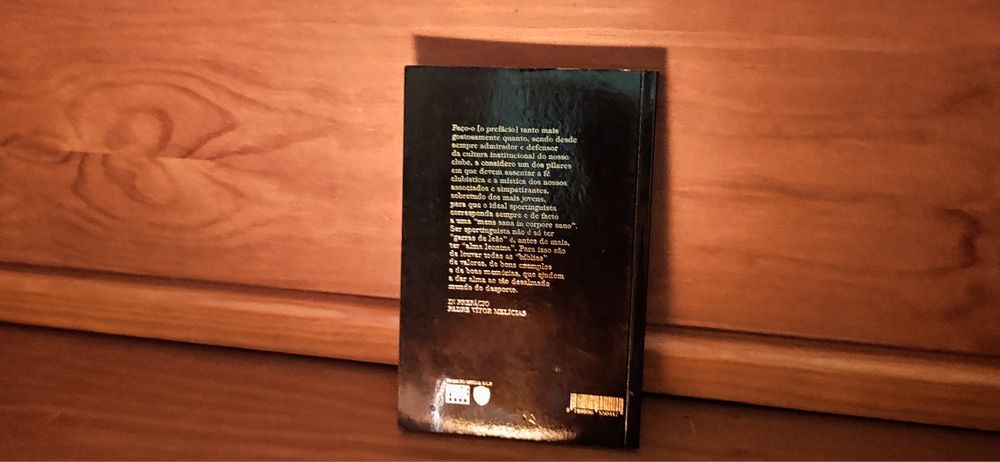 Faço-o [o prefácio] tanto mais
gostosamente quanto, sendo desde
sempre admirador e defensor
da cultura institucional do nosso
clube, a considero um dos pilares
em que devem assentar a fé
clubística e a mística dos nossos
associados e simpatizantes,
sobretudo dos mais jovens,
para que o ideal sportinguista
corresponda sempre e de facto
a uma "mens sana in corpore sano".
Ser sportinguista não é só ter
"garras de leão" é, antes de mais,
ter "alma leonina". Para isso são
de louvar todas as "bíblias"
de valores, de bons exemplos
e de boas memórias, que ajudem
a dar alma ao tão desalmado
mundo do desporto.
IN PREFÁCIO
PADRE VÍTOR MELÍCIAS